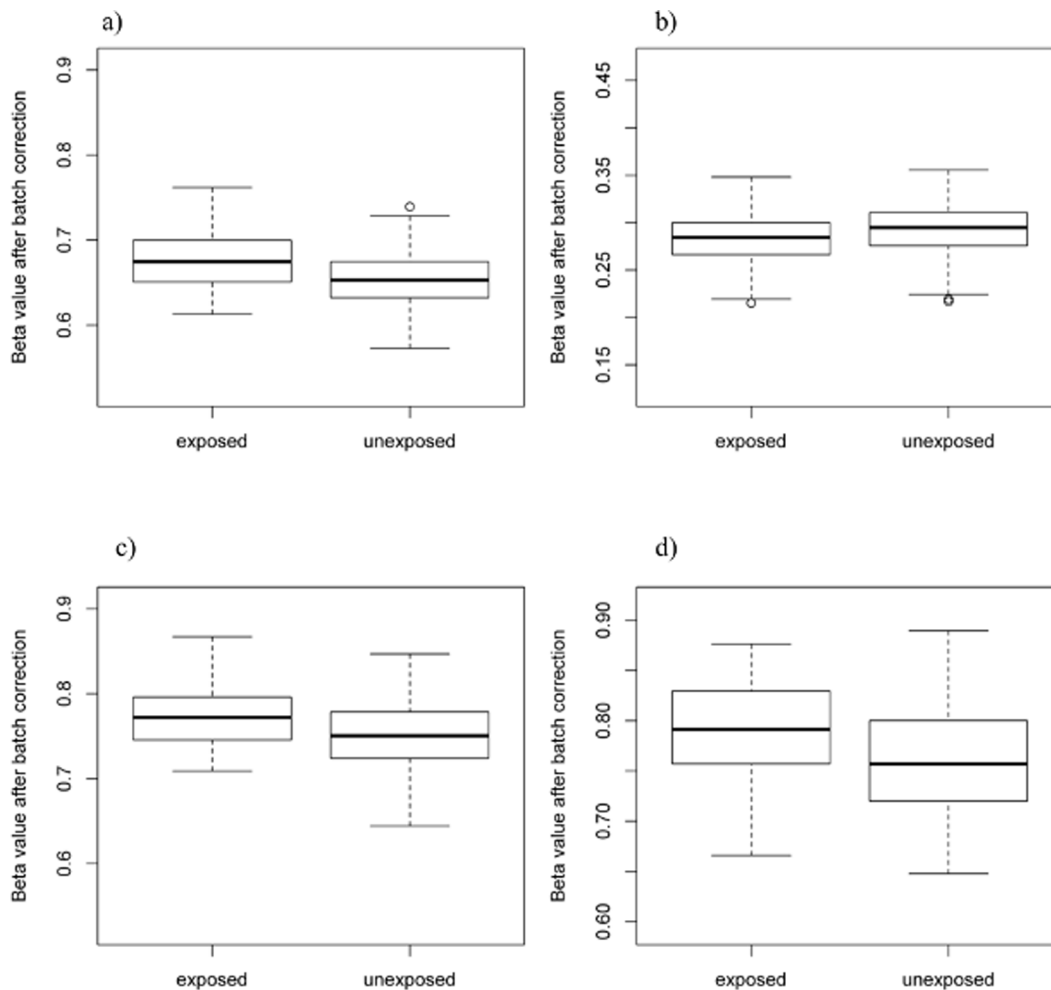 a)
Beta value after batch correction
0.9
0.8
0.7
0.6
exposed
unexposed
b)
Beta value after batch correction
0.45
0.35
0.25
0.15
exposed
unexposed
c)
Beta value after batch correction
0.9
0.8
0.7
0.6
exposed
unexposed
d)
Beta value after batch correction
0.90
0.80
0.70
0.60
exposed
unexposed